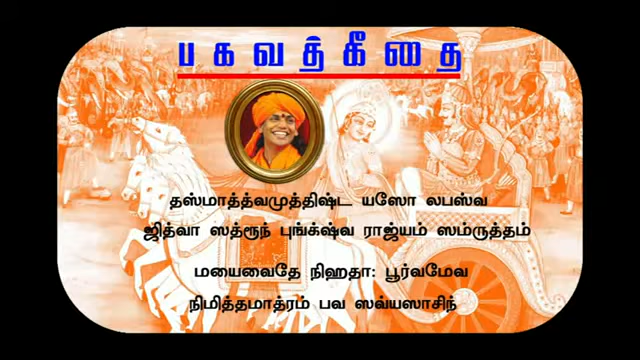 பகவத்கீதை
தஸ்மாத்த்வமுத்திஷ்ட யஸோ லபஸ்வ
ஜித்வா ஸத்ரூந் புங்க்ஷ்வ ராஜ்யம் ஸம்ருத்தம்
மயைவைதே நிஹதா: பூர்வமேவ
நிமித்தமாத்ரம் பவ ஸவ்யஸாசிந்